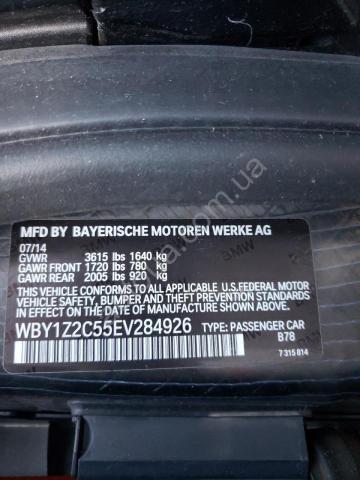 MFD BY BAYERISCHE MOTOREN WERKE AG
07/14
GVWR 3615 lbs 1640 kg
GAWR FRONT 1720 lbs 780 kg
GAWR REAR 2005 lbs 920 kg
THIS VEHICLE CONFORMS TO ALL APPLICABLE U.S.FEDERAL MOTOR
VEHICLE SAFETY, BUMPER, AND THEFT PREVENTION STANDARDS
IN EFFECT ON THE DATE OF MANUFACTURE SHOWN ABOVE.
WBY1Z2C55EV284926 TYPE: PASSENGER CAR
B78
7 315 814